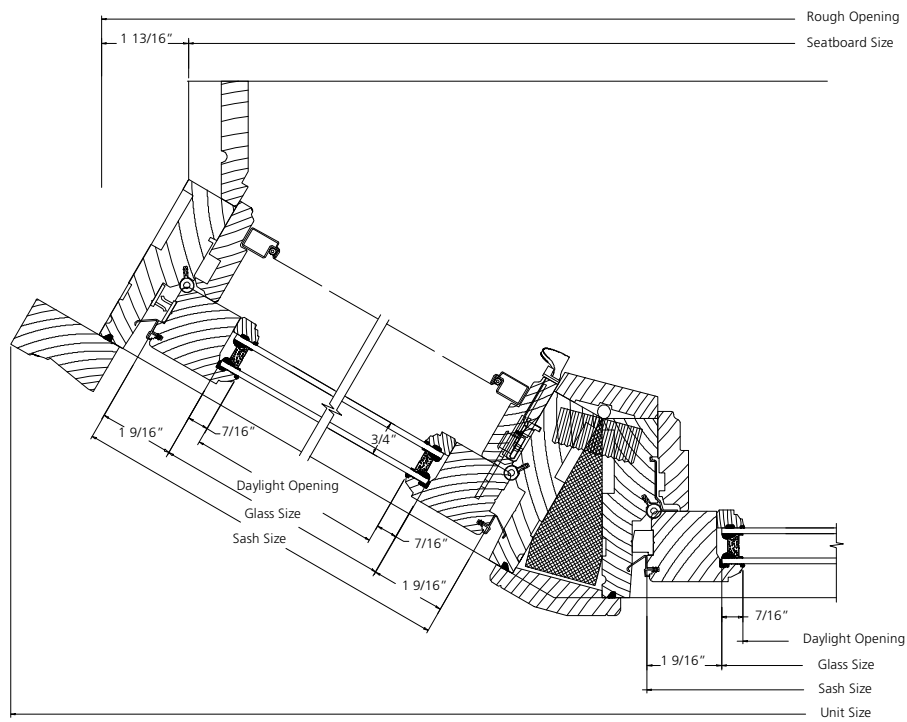 Rough Opening
1 13/16”
Seatboard Size
1 9/16”
7/16”
3/4”
Daylight Opening
Glass Size
Sash Size
7/16”
1 9/16”
7/16”
Daylight Opening
1 9/16”
Glass Size
Sash Size
Unit Size